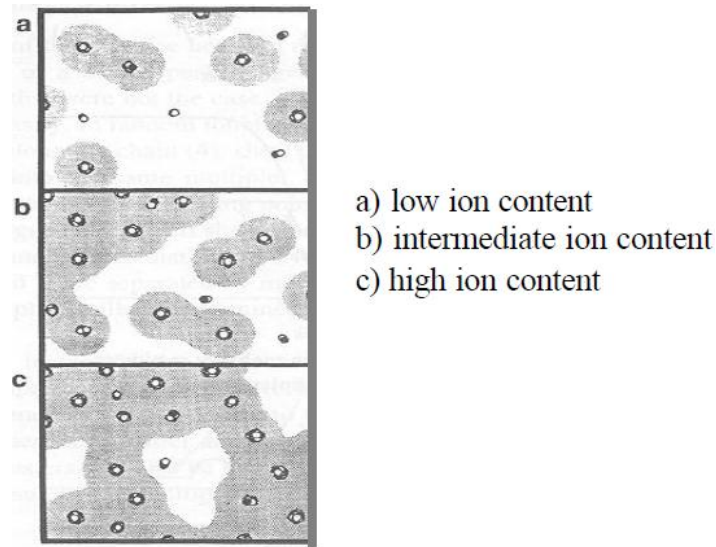 a
b
c
a) low ion content
b) intermediate ion content
c) high ion content